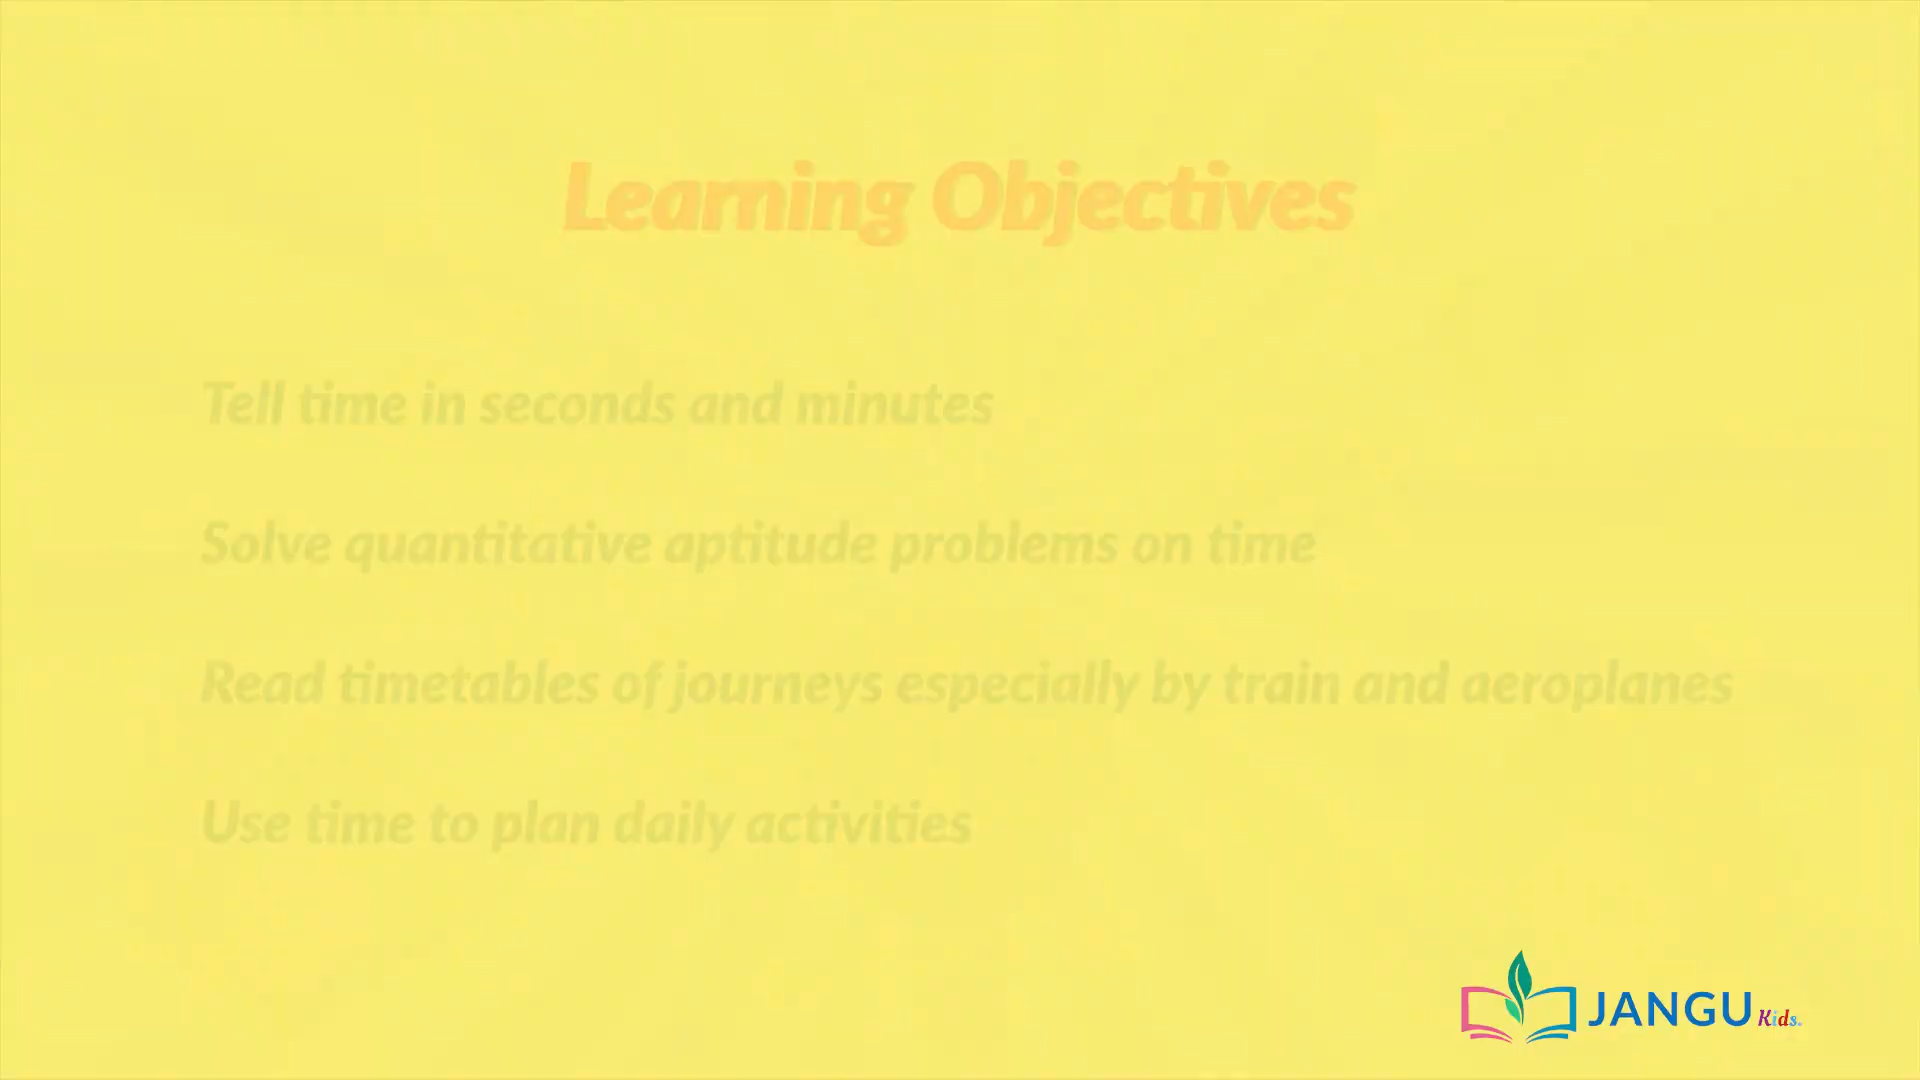 Learning Objectives
Tell time in seconds and minutes
Solve quantitative aptitude problems on time
Read timetables of journeys especially by train and aeroplanes
Use time to plan daily activities
JANGU Kids.